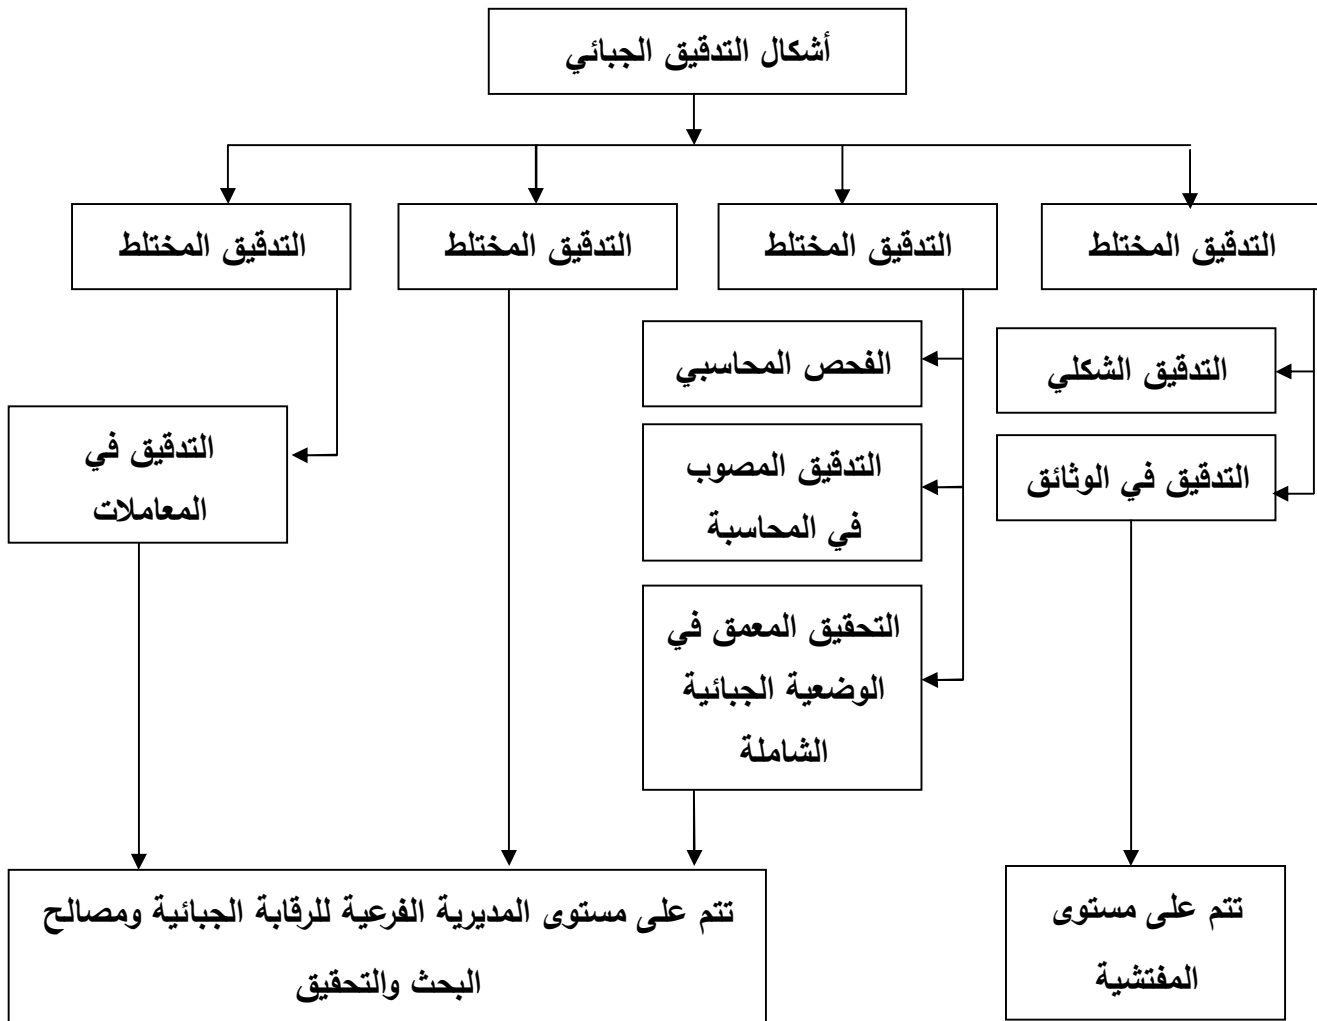 أشكال التدقيق الجبائي
التدقيق المختلط
التدقيق المختلط
التدقيق المختلط
التدقيق المختلط
التدقيق الشكلي
التدقيق في الوثائق
الفحص المحاسبي
التدقيق المصوب
في المحاسبة
التحقيق المعمق في
الوضعية الجبائية
الشاملة
التدقيق في
المعاملات
تتم على مستوى
المفتشية
تتم على مستوى المديرية الفرعية للرقابة الجبائية ومصالح
البحث والتحقيق